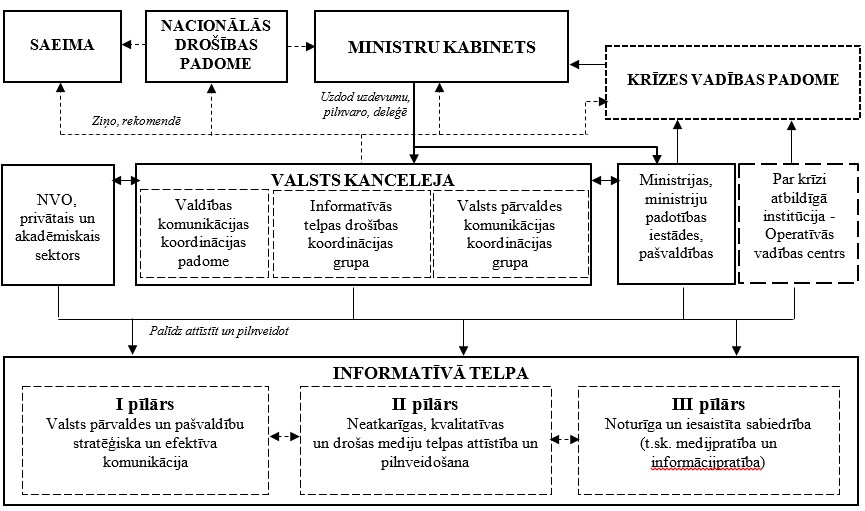 SAEIMA
NACIONĀLĀS
DROŠĪBAS
PADOME
MINISTRU KABINETS
KRĪZES VADĪBAS PADOME
Uzdod uzdevumu,
pilnvaro, deleģē
Ziņo, rekomendē
NVO,
privātais un
akadēmiskais
sektors
VALSTS KANCELEJA
Valdības
komunikācijas
koordinācijas
padome
Informatīvās
telpas drošības
koordinācijas
grupa
Valsts pārvaldes
komunikācijas
koordinācijas
grupa
Ministrijas,
ministriju
padotības
iestādes,
pašvaldības
Par krīzi
atbildīgā
institūcija -
Operatīvās
vadības centrs
Palīdz attīstīt un pilnveidot
INFORMATĪVĀ TELPA
I pīlārs
Valsts pārvaldes un pašvaldību
stratēģiska un efektīva
komunikācija
II pīlārs
Neatkarīgas, kvalitatīvas
un drošas mediju telpas attīstība un
pilnveidošana
III pīlārs
Noturīga un iesaistīta sabiedrība
(t.sk. medijpratība un
informācijpratība)